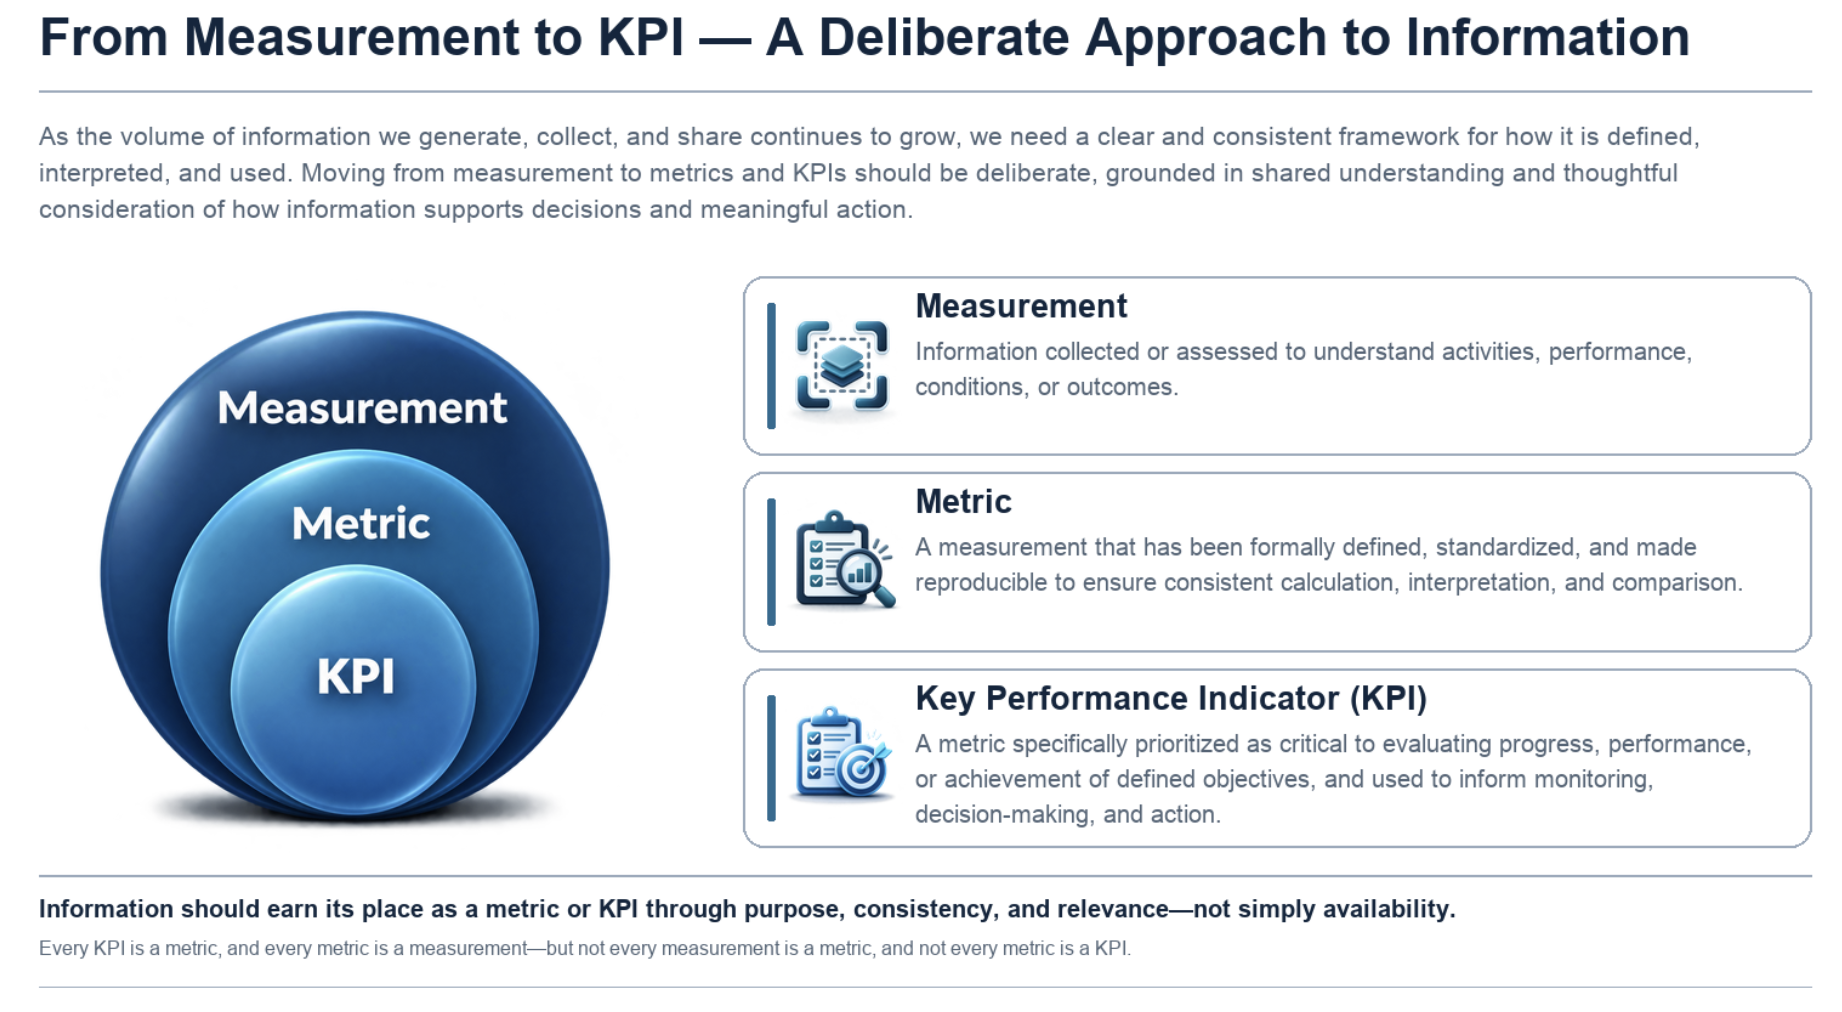 From Measurement to KPI — A Deliberate Approach to Information
As the volume of information we generate, collect, and share continues to grow, we need a clear and consistent framework for how it is defined,
interpreted, and used. Moving from measurement to metrics and KPIs should be deliberate, grounded in shared understanding and thoughtful
consideration of how information supports decisions and meaningful action.
Measurement
Metric
KPI
Measurement
Information collected or assessed to understand activities, performance,
conditions, or outcomes.
Metric
A measurement that has been formally defined, standardized, and made
reproducible to ensure consistent calculation, interpretation, and comparison.
Key Performance Indicator (KPI)
A metric specifically prioritized as critical to evaluating progress, performance,
or achievement of defined objectives, and used to inform monitoring,
decision-making, and action.
Information should earn its place as a metric or KPI through purpose, consistency, and relevance—not simply availability.
Every KPI is a metric, and every metric is a measurement—but not every measurement is a metric, and not every metric is a KPI.